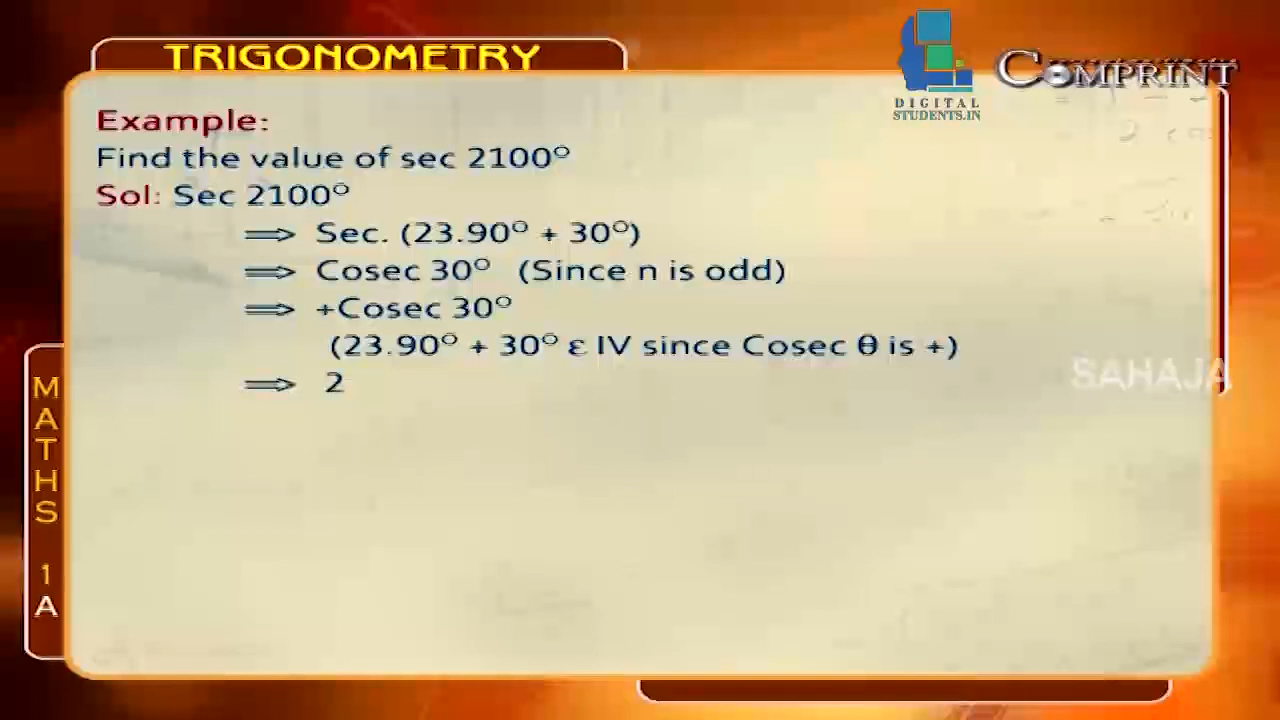 TRIGONOMETRY
DIGITAL
STUDENTS.IN
COMPRINT
Example:
Find the value of sec 2100°
Sol: Sec 2100°
⟹ Sec. (23.90° + 30°)
⟹ Cosec 30° (Since n is odd)
⟹ +Cosec 30°
(23.90° + 30° ε IV since Cosec θ is +)
⟹ 2
SAHAJA
MATHS 1A